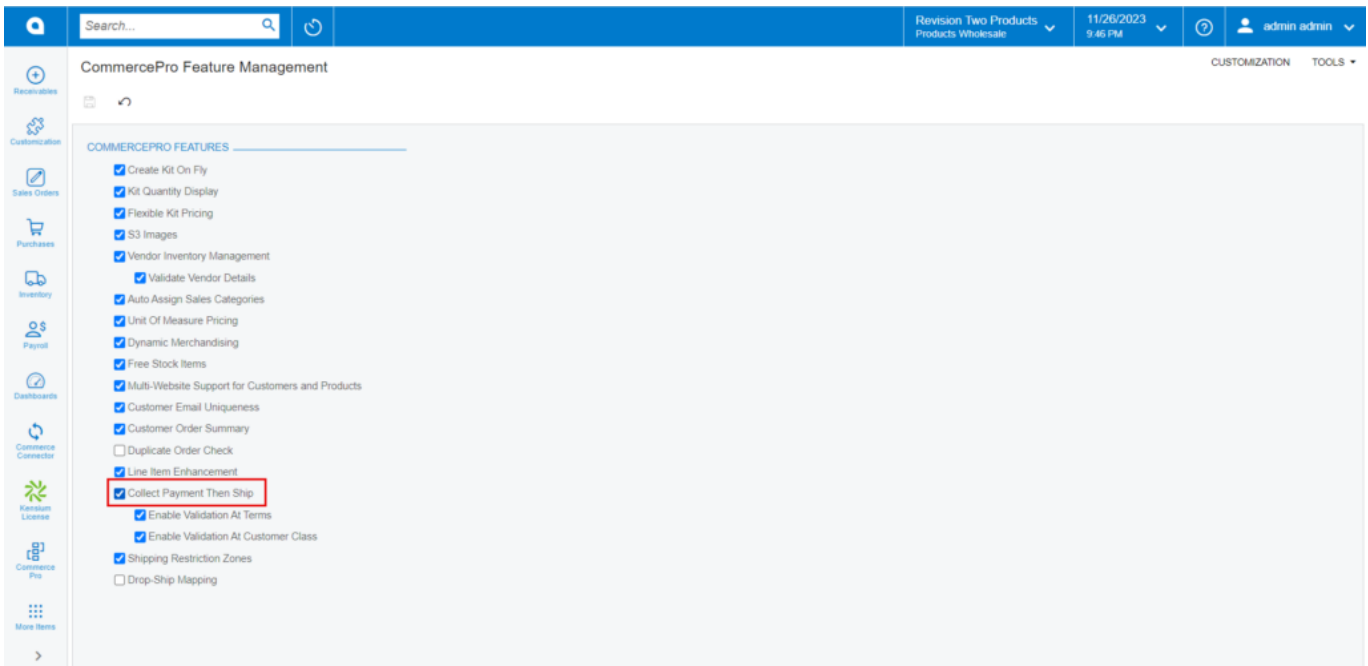 Search...
Revision Two Products
Products Wholesale
11/26/2023
9:46 PM
admin admin
Receivables
Customization
Sales Orders
Purchases
Inventory
Payroll
Dashboards
Commerce
Connector
Kensium
License
Commerce
Pro
More Items
CommercePro Feature Management
CUSTOMIZATION
TOOLS
COMMERCEPRO FEATURES
Create Kit On Fly
Kit Quantity Display
Flexible Kit Pricing
S3 Images
Vendor Inventory Management
Validate Vendor Details
Auto Assign Sales Categories
Unit Of Measure Pricing
Dynamic Merchandising
Free Stock Items
Multi-Website Support for Customers and Products
Customer Email Uniqueness
Customer Order Summary
Duplicate Order Check
Line Item Enhancement
Collect Payment Then Ship
Enable Validation At Terms
Enable Validation At Customer Class
Shipping Restriction Zones
Drop-Ship Mapping